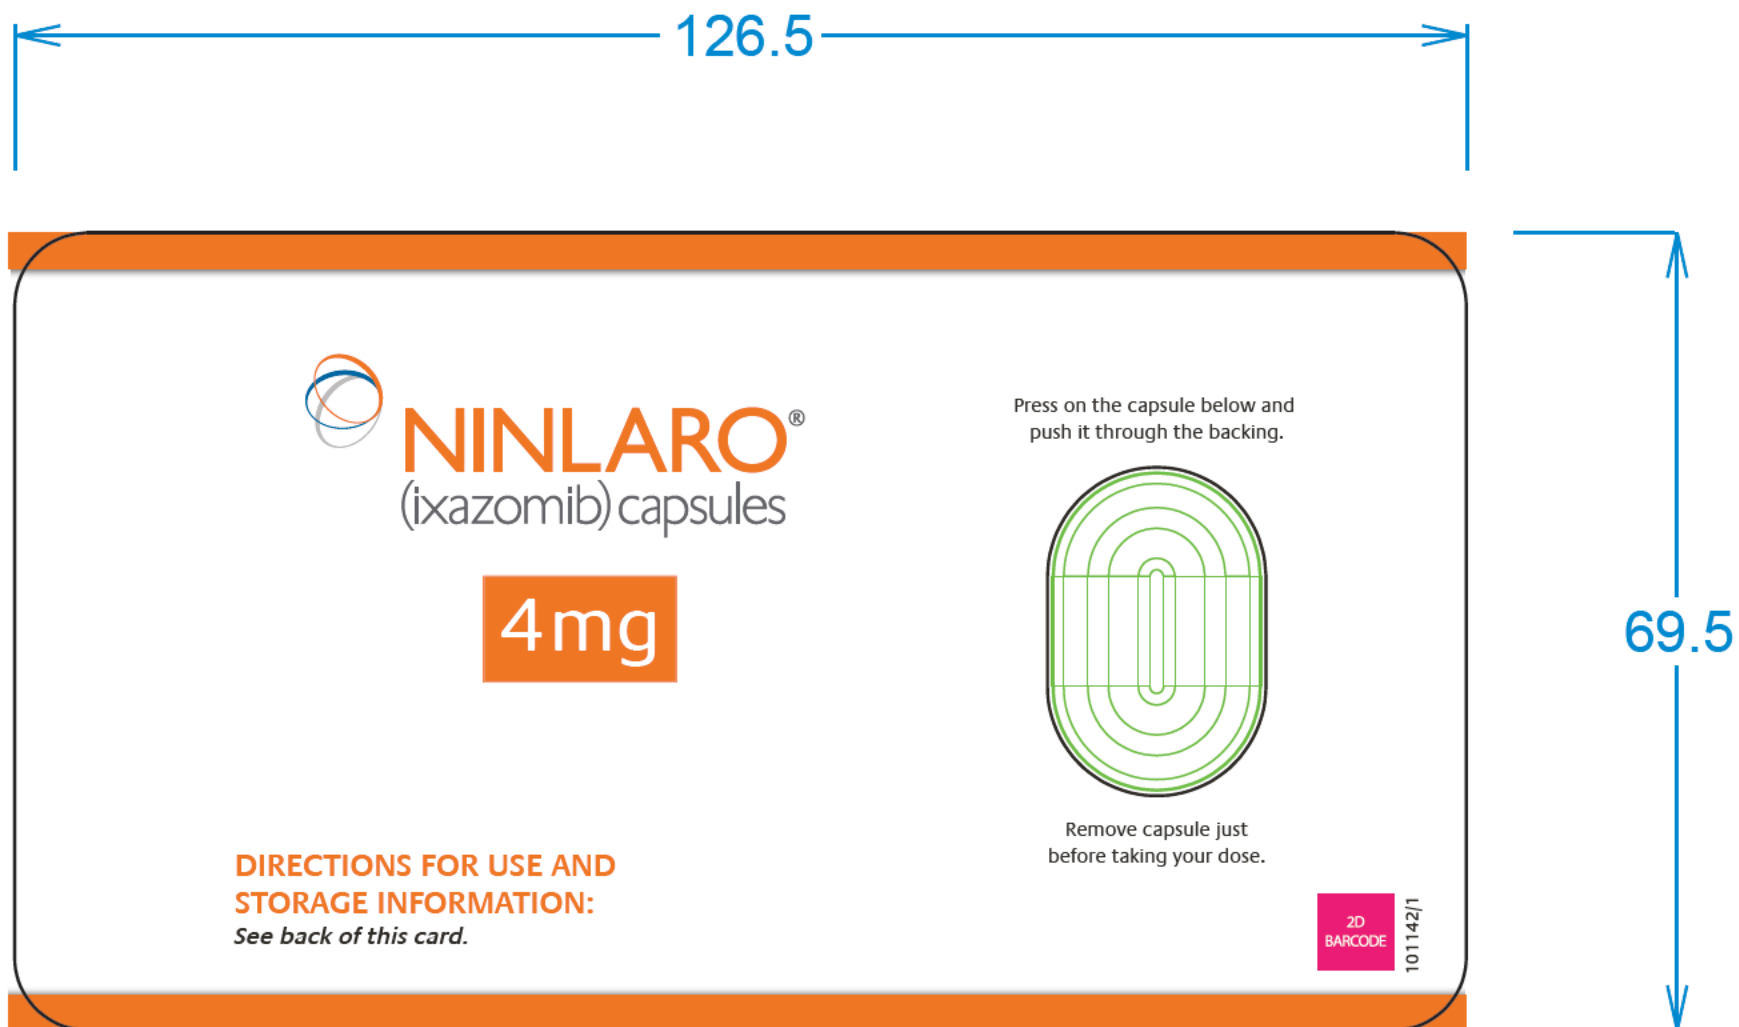 126.5
NINLARO®
(ixazomib) capsules
4 mg
Press on the capsule below and
push it through the backing.
69.5
Remove capsule just
before taking your dose.
DIRECTIONS FOR USE AND
STORAGE INFORMATION:
See back of this card.
2D
BARCODE
101142/1